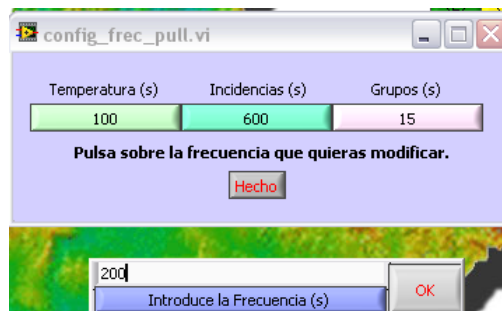 config_frec_pull.vi
Temperatura (s) Incidencias (s) Grupos (s)
100 600 15
Pulsa sobre la frecuencia que quieras modificar.
Hecho
200
Introduce la Frecuencia (s)
OK